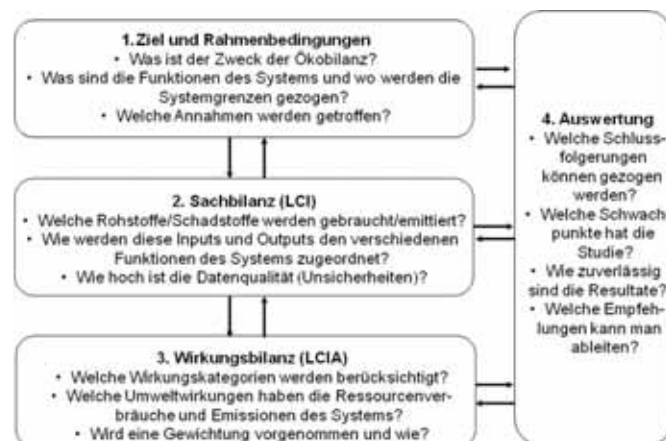 1.Ziel und Rahmenbedingungen
• Was ist der Zweck der Ökobilanz?
• Was sind die Funktionen des Systems und wo werden die
Systemgrenzen gezogen?
• Welche Annahmen werden getroffen?
2. Sachbilanz (LCI)
• Welche Rohstoffe/Schadstoffe werden gebraucht/emittiert?
• Wie werden diese Inputs und Outputs den verschiedenen
Funktionen des Systems zugeordnet?
• Wie hoch ist die Datenqualität (Unsicherheiten)?
3. Wirkungsbilanz (LCIA)
• Welche Wirkungskategorien werden berücksichtigt?
• Welche Umweltwirkungen haben die Ressourcenver-
bräuche und Emissionen des Systems?
• Wird eine Gewichtung vorgenommen und wie?
4. Auswertung
• Welche Schluss-
folgerungen
können gezogen
werden?
• Welche Schwach-
punkte hat die
Studie?
• Wie zuverlässig
sind die Resultate?
• Welche Empfeh-
lungen kann man
ableiten?